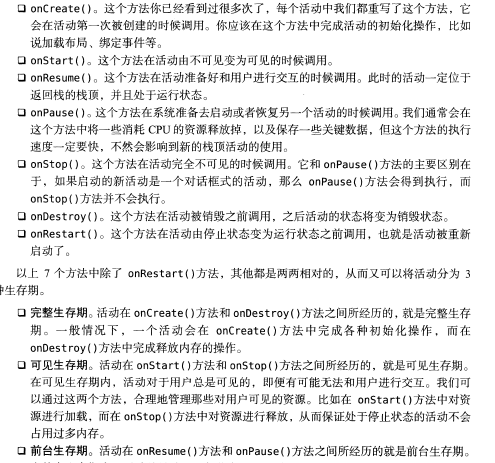 ❑ onCreate()。这个方法你已经看到过很多次了，每个活动中我们都重写了这个方法，它
会在活动第一次被创建的时候调用。你应该在这个方法中完成活动的初始化操作，比如
说加载布局、绑定事件等。
❑ onStart()。这个方法在活动由不可见变为可见的时候调用。
❑ onResume()。这个方法在活动准备好和用户进行交互的时候调用。此时的活动一定位于
返回栈的栈顶，并且处于运行状态。
❑ onPause()。这个方法在系统准备去启动或者恢复另一个活动的时候调用。我们通常会在
这个方法中将一些消耗 CPU 的资源释放掉，以及保存一些关键数据，但这个方法的执行
速度一定要快，不然会影响到新的栈顶活动的使用。
❑ onStop()。这个方法在活动完全不可见的时候调用。它和 onPause()方法的主要区别在
于，如果启动的新活动是一个对话框式的活动，那么 onPause()方法会得到执行，而
onStop()方法并不会执行。
❑ onDestroy()。这个方法在活动被销毁之前调用，之后活动的状态将变为销毁状态。
❑ onRestart()。这个方法在活动由停止状态变为运行状态之前调用，也就是活动被重新
启动了。
以上 7 个方法中除了 onRestart()方法，其他都是两两相对的，从而又可以将活动分为 3
种生存期。
❑ 完整生存期。活动在 onCreate()方法和 onDestroy()方法之间所经历的，就是完整生存
期。一般情况下，一个活动会在 onCreate()方法中完成各种初始化操作，而在
onDestroy()方法中完成释放内存的操作。
❑ 可见生存期。活动在 onStart()方法和 onStop()方法之间所经历的，就是可见生存期。
在可见生存期内，活动对于用户总是可见的，即便有可能无法和用户进行交互。我们可
以通过这两个方法，合理地管理那些对用户可见的资源。比如在 onStart()方法中对资
源进行加载，而在 onStop()方法中对资源进行释放，从而保证处于停止状态的活动不会
占用过多内存。
❑ 前台生存期。活动在 onResume()方法和 onPause()方法之间所经历的就是前台生存期。